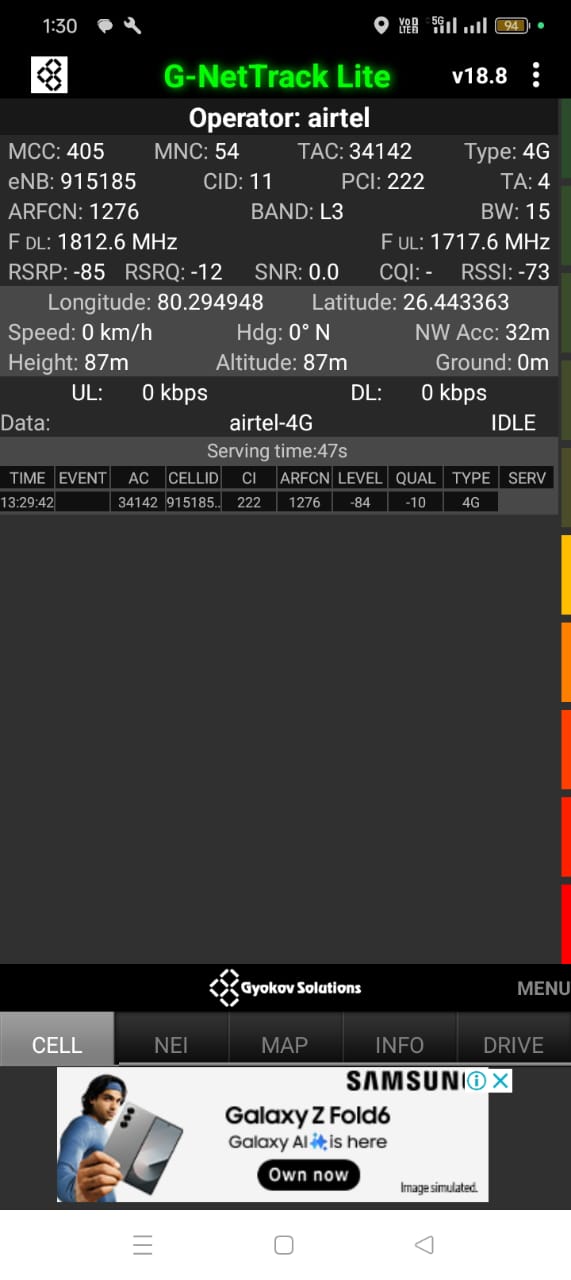 1:30 VoD LTED 5G 94
G-NetTrack Lite v18.8
Operator: airtel
MCC: 405 MNC: 54 TAC: 34142 Type: 4G
eNB: 915185 CID: 11 PCI: 222 TA: 4
ARFCN: 1276 BAND: L3 BW: 15
F DL: 1812.6 MHz F UL: 1717.6 MHz
RSRP: -85 RSRQ: -12 SNR: 0.0 CQI: - RSSI: -73
Longitude: 80.294948 Latitude: 26.443363
Speed: 0 km/h Hdg: 0° N NW Acc: 32m
Height: 87m Altitude: 87m Ground: 0m
UL: 0 kbps DL: 0 kbps
Data: airtel-4G IDLE
Serving time:47s
TIME EVENT AC CELLID CI ARFCN LEVEL QUAL TYPE SERV
13:29:42 34142 915185.. 222 1276 -84 -10 4G
Gyokov Solutions MENU
CELL NEI MAP INFO DRIVE
SAMSUN
Galaxy Z Fold6
Galaxy AI is here
Own now
Image simulated.